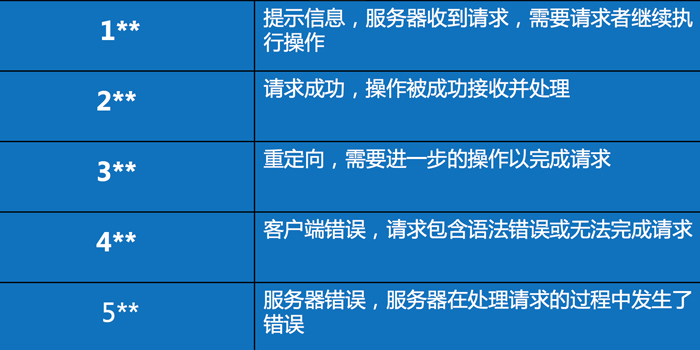 1**
提示信息，服务器收到请求，需要请求者继续执
行操作
2**
请求成功，操作被成功接收并处理
3**
重定向，需要进一步的操作以完成请求
4**
客户端错误，请求包含语法错误或无法完成请求
5**
服务器错误，服务器在处理请求的过程中发生了
错误